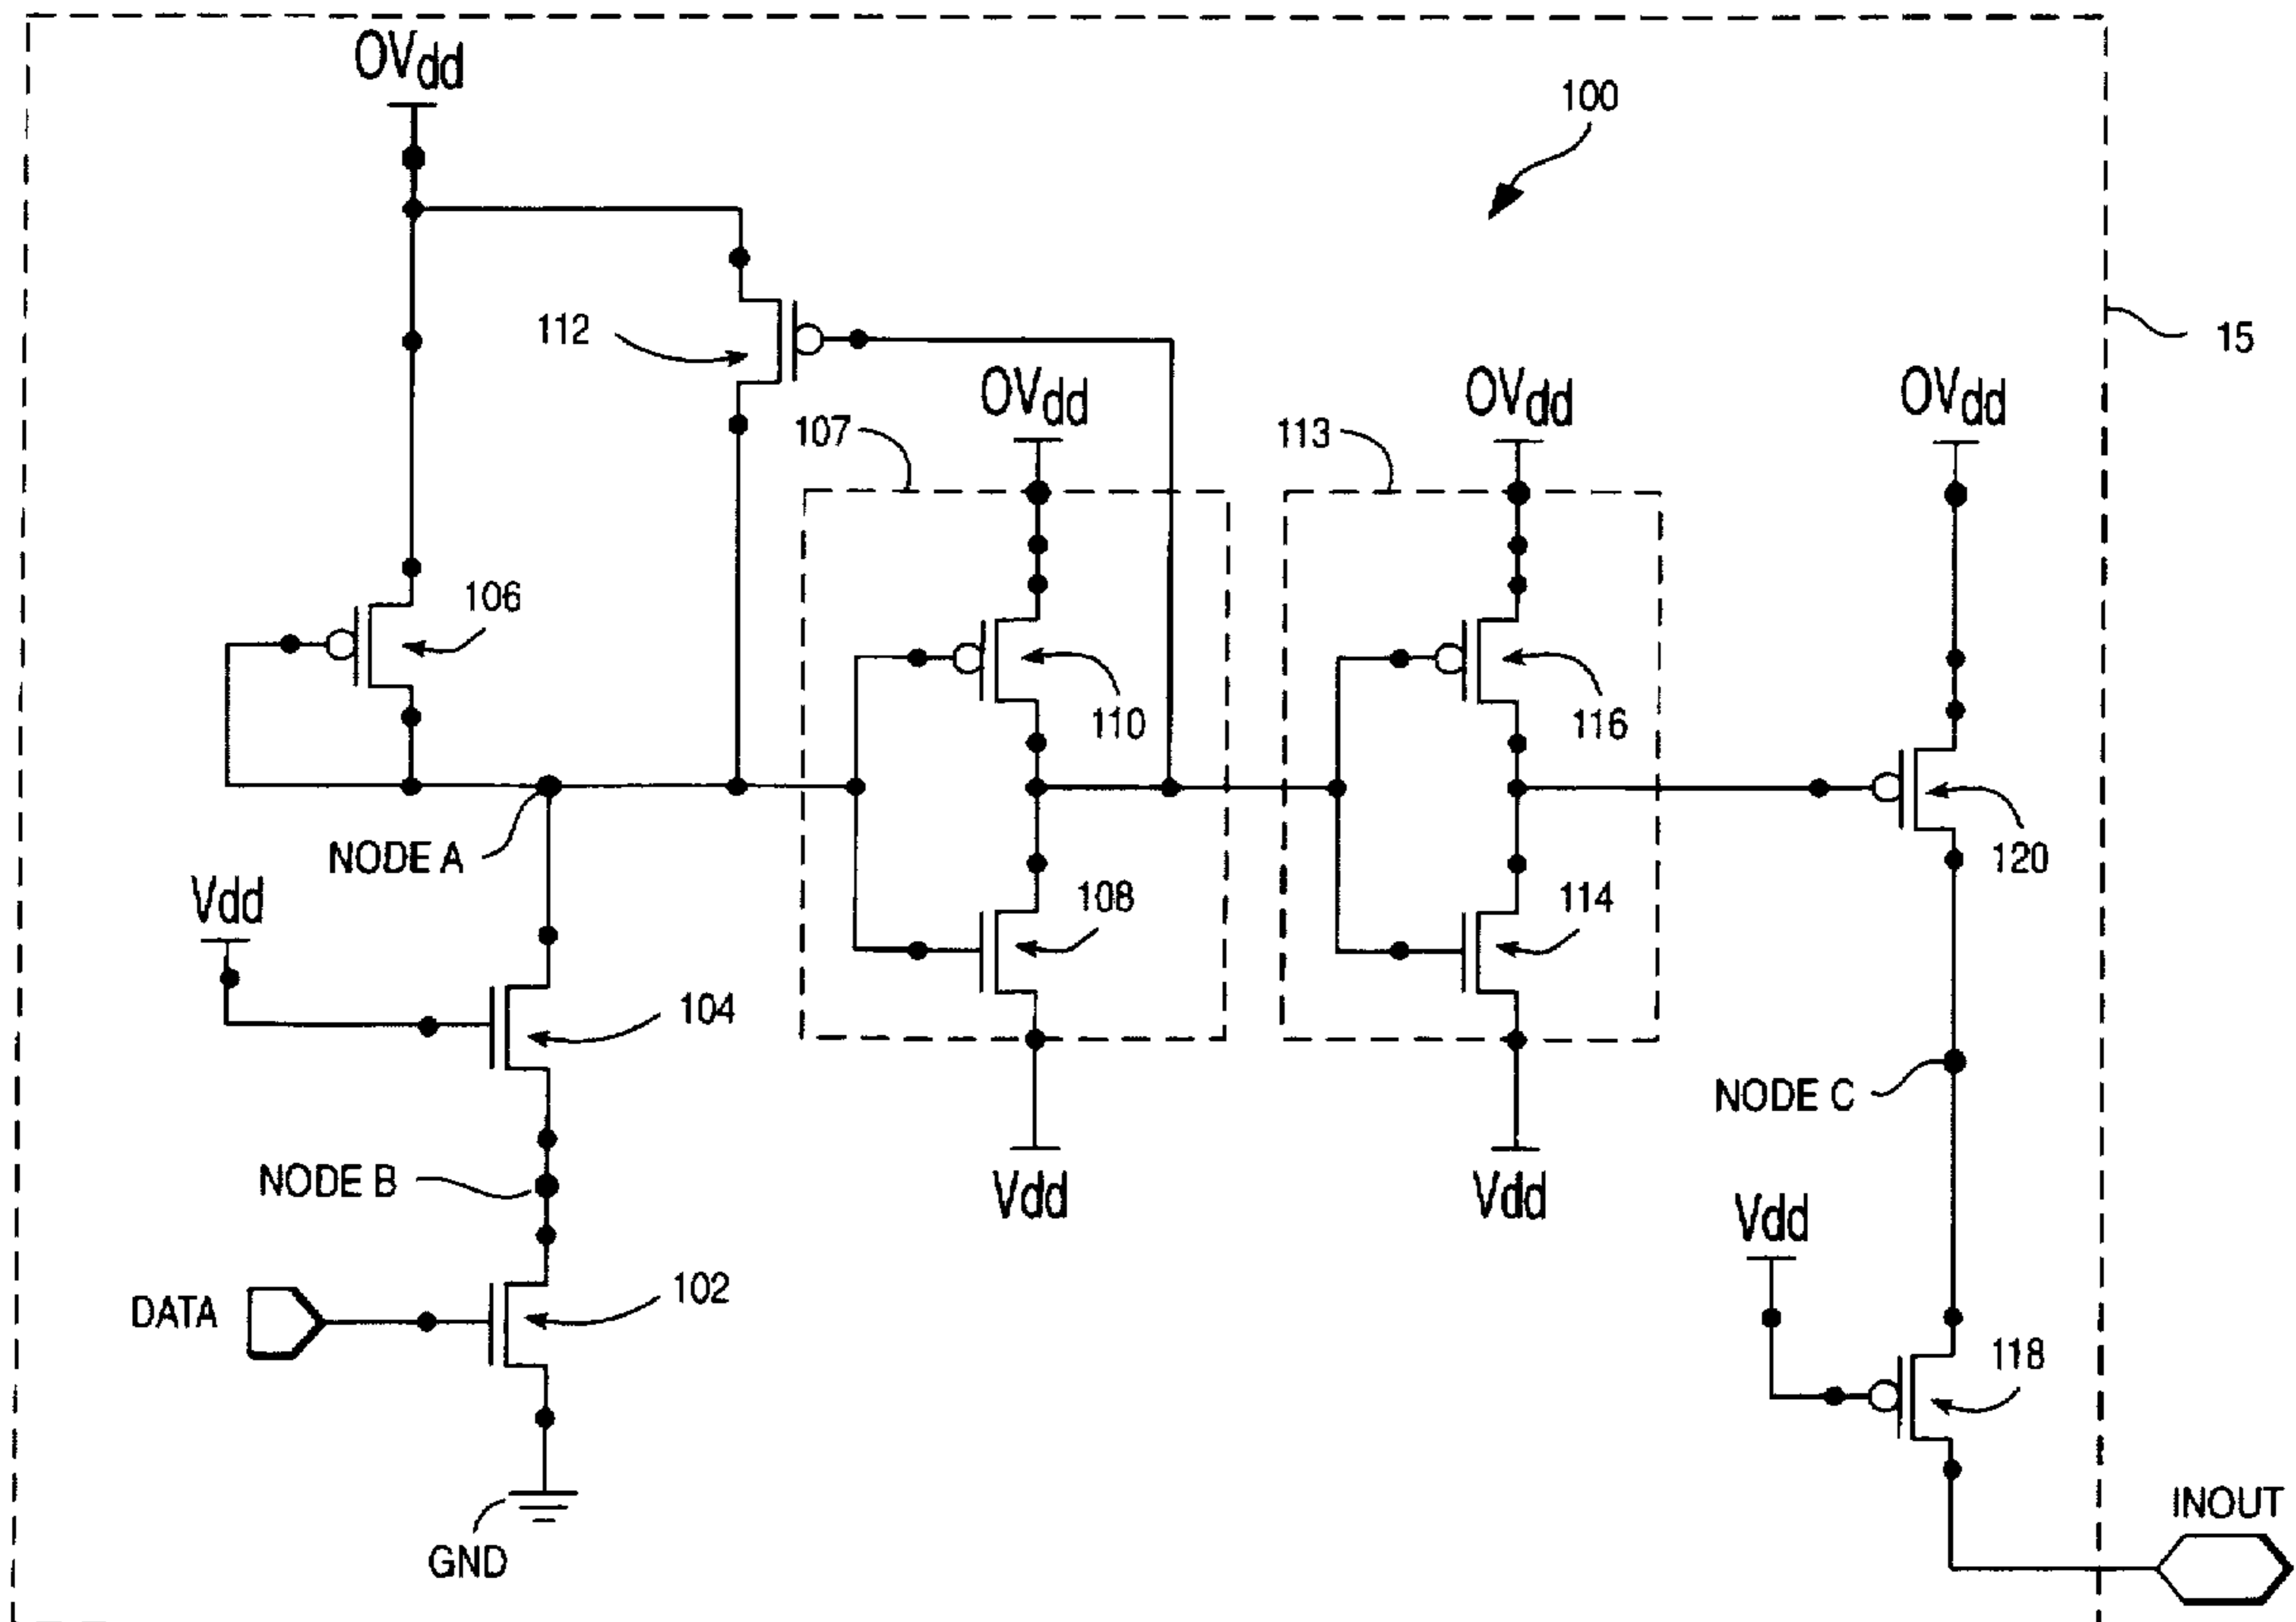 OVdd
100
112
15
OVdd
OVdd
OVdd
107
113
106
110
116
NODE A
120
Vdd
108
114
104
NODE C
NODE B
Vdd
Vdd
Vdd
DATA
102
118
INOUT
GND